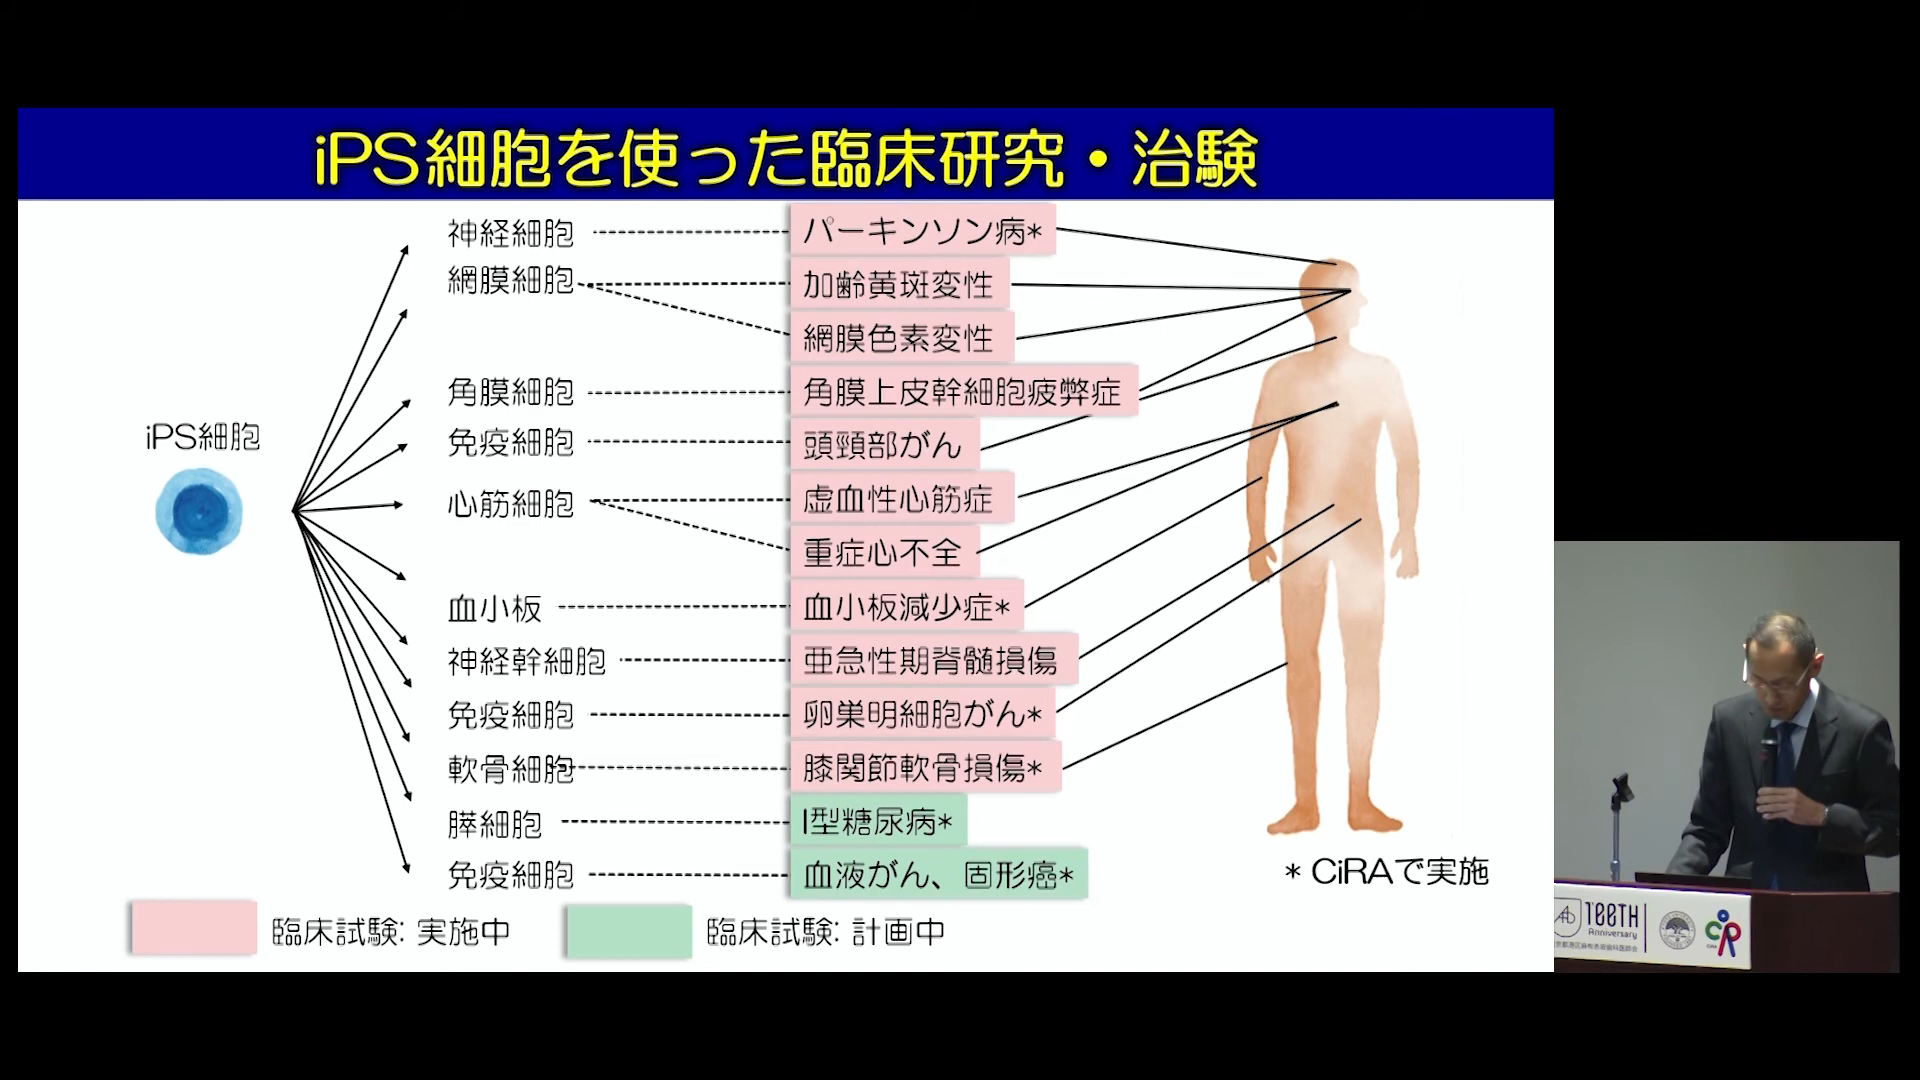 iPS細胞を使った臨床研究・治験
iPS細胞
神経細胞
パーキンソン病*
網膜細胞
加齢黄斑変性
網膜色素変性
角膜細胞
角膜上皮幹細胞疲弊症
免疫細胞
頭頸部がん
心筋細胞
虚血性心筋症
重症心不全
血小板
血小板減少症*
神経幹細胞
亜急性期脊髄損傷
免疫細胞
卵巣明細胞がん*
軟骨細胞
膝関節軟骨損傷*
膵細胞
I型糖尿病*
免疫細胞
血液がん、固形癌*
* CiRAで実施
臨床試験: 実施中
臨床試験: 計画中
100TH
Anniversary